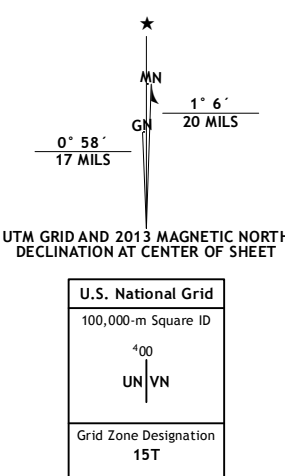 ★
MN
1° 6´
20 MILS
GN
0° 58´
17 MILS
UTM GRID AND 2013 MAGNETIC NORTH
DECLINATION AT CENTER OF SHEET
U.S. National Grid
100,000-m Square ID
⁴00
UN VN
Grid Zone Designation
15T